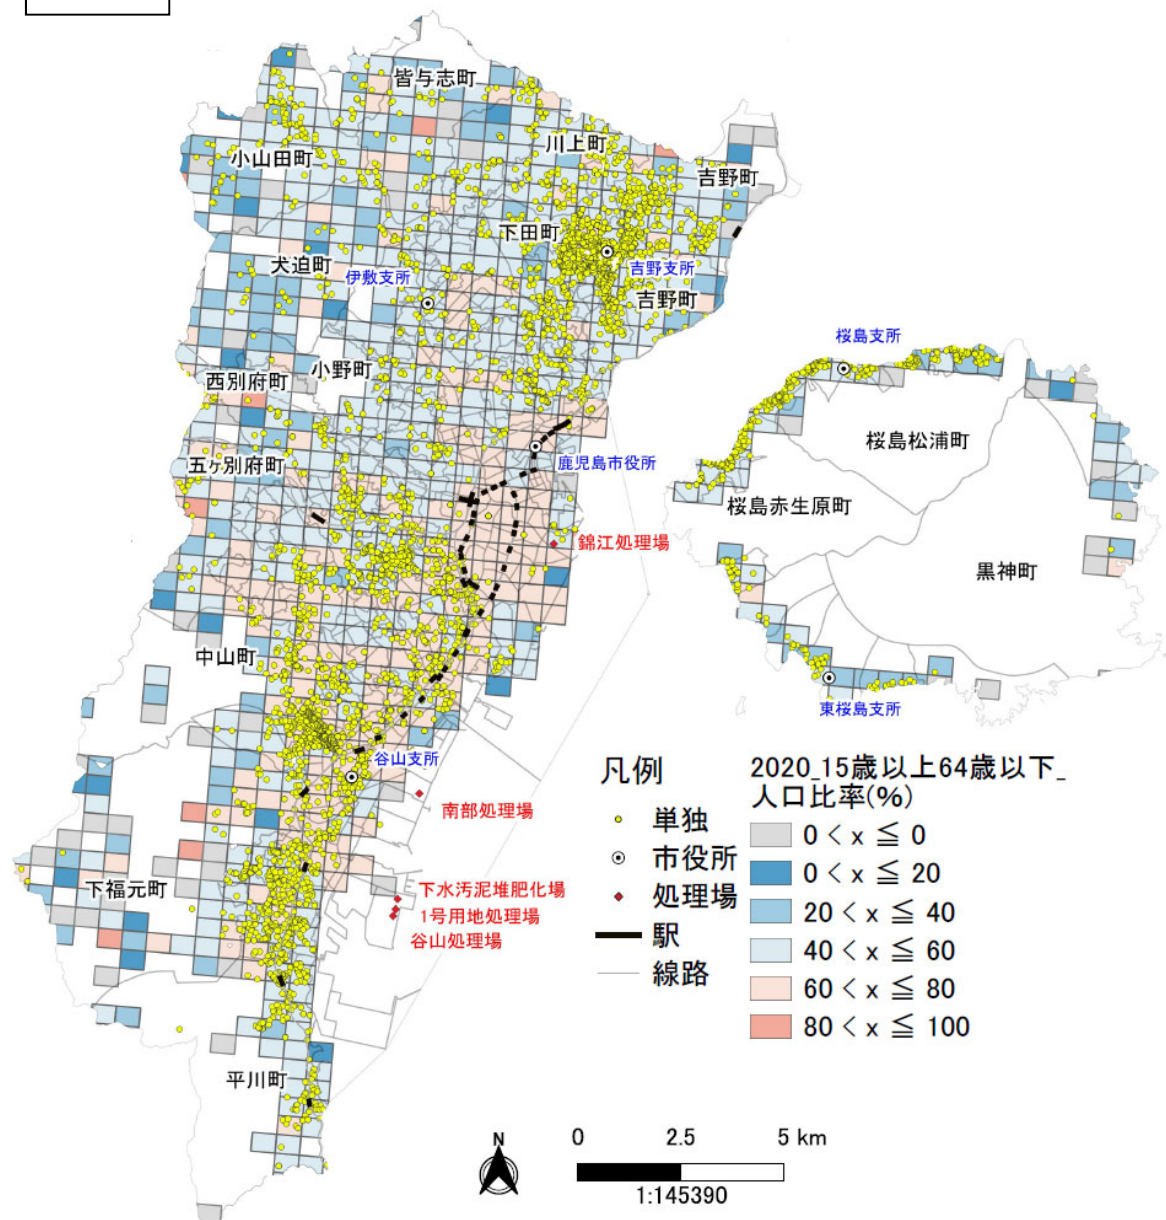 皆与志町
川上町
小山田町
吉野町
下田町
犬迫町
伊敷支所
吉野支所
吉野町
桜島支所
小野町
西別府町
桜島松浦町
鹿児島市役所
五ヶ別府町
桜島赤生原町
錦江処理場
黒神町
中山町
東桜島支所
谷山支所
南部処理場
下福元町
下水汚泥堆肥化場
1号用地処理場
谷山処理場
平川町
凡例
単独
市役所
処理場
駅
線路
2020_15歳以上64歳以下_
人口比率(%)
0 < x ≦ 0
0 < x ≦ 20
20 < x ≦ 40
40 < x ≦ 60
60 < x ≦ 80
80 < x ≦ 100
N
0 2.5 5 km
1:145390